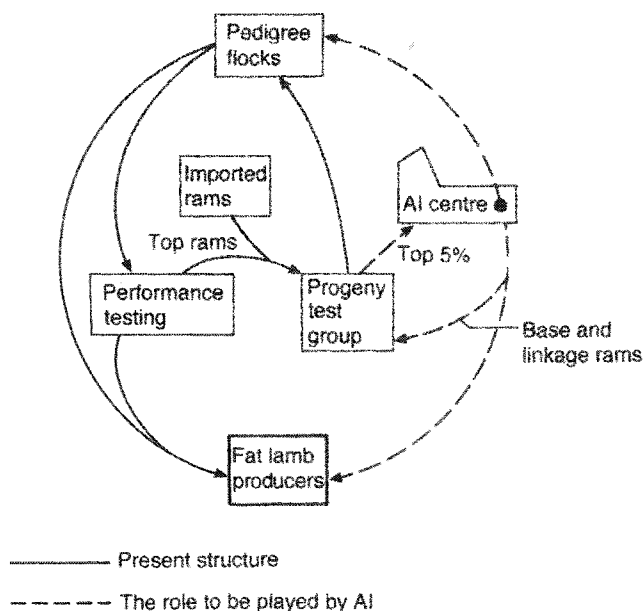 Pedigree
flocks
Imported
rams
AI centre
Top rams
Top 5%
Performance
testing
Progeny
test
group
Base and
linkage rams
Fat lamb
producers
Present structure
The role to be played by AI